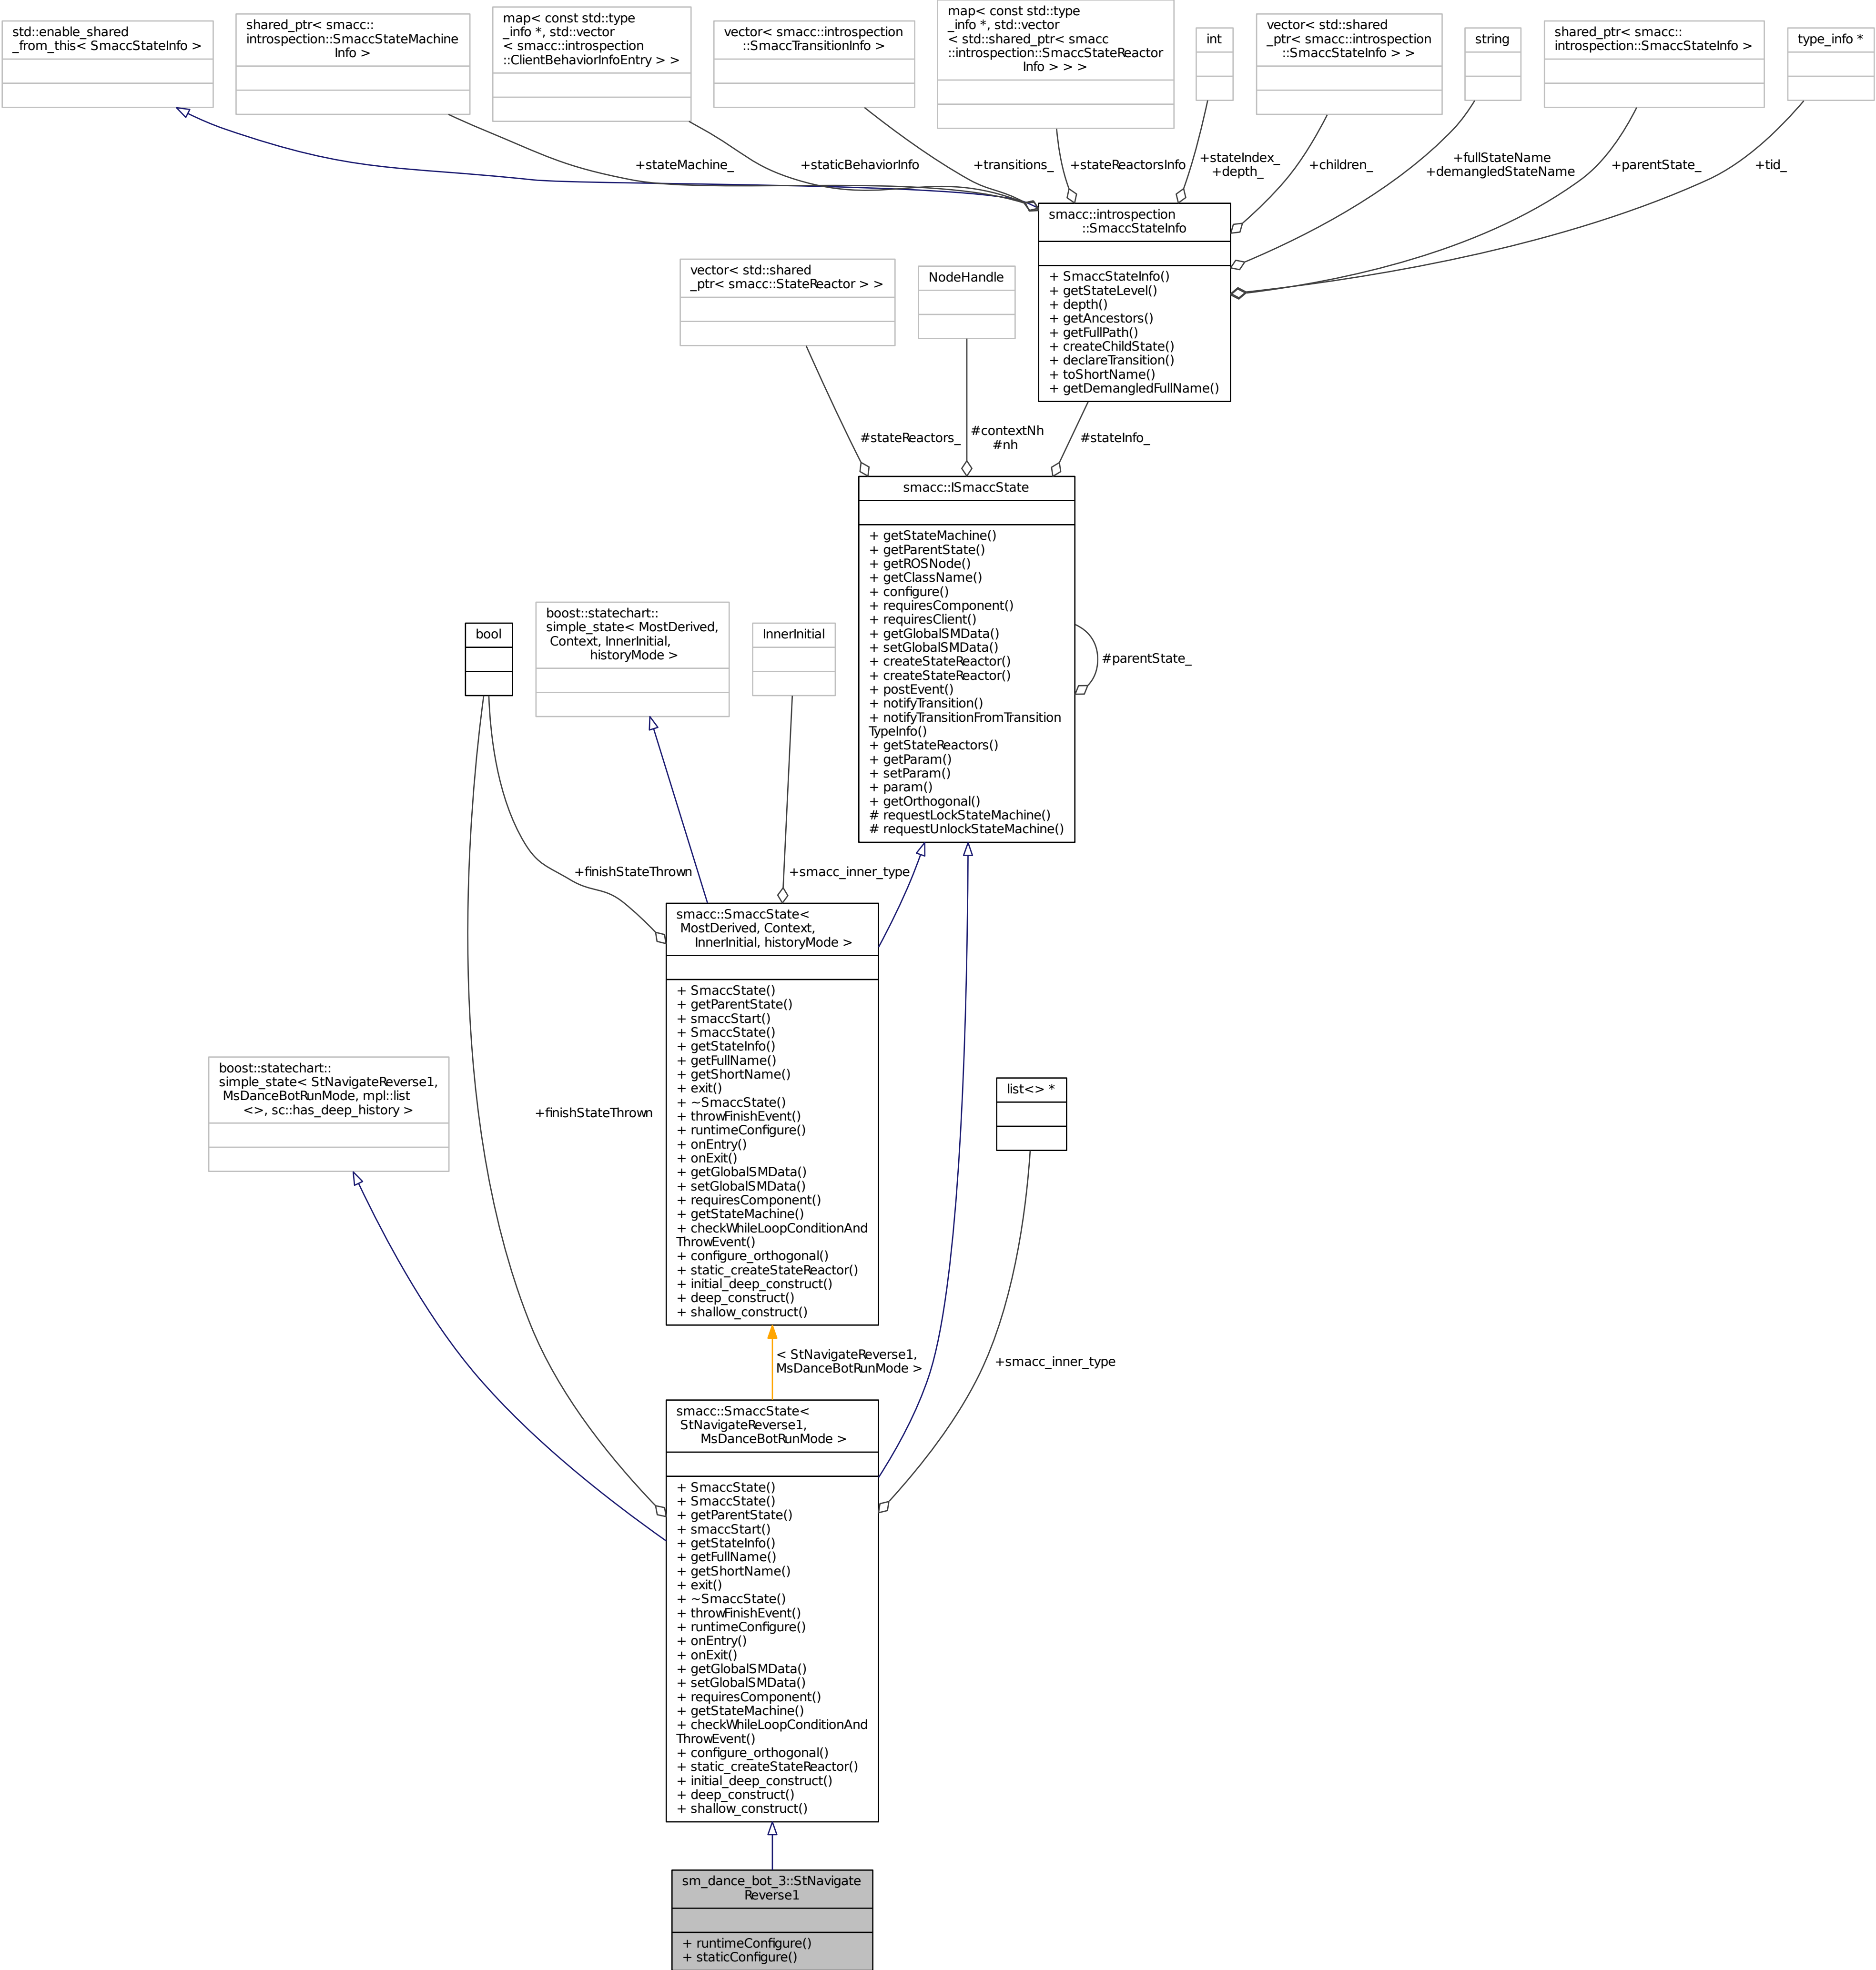 std::enable_shared
_from_this< SmaccStateInfo >
shared_ptr< smacc::
introspection::SmaccStateMachine
Info >
map< const std::type
_info *, std::vector
< smacc::introspection
::ClientBehaviorInfoEntry > >
vector< smacc::introspection
::SmaccTransitionInfo >
map< const std::type
_info *, std::vector
< std::shared_ptr< smacc
::introspection::SmaccStateReactor
Info > > >
int
vector< std::shared
_ptr< smacc::introspection
::SmaccStateInfo > >
string
shared_ptr< smacc::
introspection::SmaccStateInfo >
type_info *
+stateMachine_
+staticBehaviorInfo
+transitions_
+stateReactorsInfo
+stateIndex_
+depth_
+children_
+fullStateName
+demangledStateName
+parentState_
+tid_
smacc::introspection
::SmaccStateInfo
+ SmaccStateInfo()
+ getStateLevel()
+ depth()
+ getAncestors()
+ getFullPath()
+ createChildState()
+ declareTransition()
+ toShortName()
+ getDemangledFullName()
vector< std::shared
_ptr< smacc::StateReactor > >
NodeHandle
#stateReactors_
#contextNh
#nh
#stateInfo_
smacc::ISmaccState
+ getStateMachine()
+ getParentState()
+ getROSNode()
+ getClassName()
+ configure()
+ requiresComponent()
+ requiresClient()
+ getGlobalSMData()
+ setGlobalSMData()
+ createStateReactor()
+ createStateReactor()
+ postEvent()
+ notifyTransition()
+ notifyTransitionFromTransition
TypeInfo()
+ getStateReactors()
+ getParam()
+ setParam()
+ param()
+ getOrthogonal()
# requestLockStateMachine()
# requestUnlockStateMachine()
#parentState_
bool
boost::statechart::
simple_state< MostDerived,
Context, InnerInitial,
historyMode >
InnerInitial
+finishStateThrown
+smacc_inner_type
smacc::SmaccState<
MostDerived, Context,
InnerInitial, historyMode >
+ SmaccState()
+ getParentState()
+ smaccStart()
+ SmaccState()
+ getStateInfo()
+ getFullName()
+ getShortName()
+ exit()
+ ~SmaccState()
+ throwFinishEvent()
+ runtimeConfigure()
+ onEntry()
+ onExit()
+ getGlobalSMData()
+ setGlobalSMData()
+ requiresComponent()
+ getStateMachine()
+ checkWhileLoopConditionAnd
ThrowEvent()
+ configure_orthogonal()
+ static_createStateReactor()
+ initial_deep_construct()
+ deep_construct()
+ shallow_construct()
boost::statechart::
simple_state< StNavigateReverse1,
MsDanceBotRunMode, mpl::list
<>, sc::has_deep_history >
+finishStateThrown
list<> *
< StNavigateReverse1,
MsDanceBotRunMode >
+smacc_inner_type
smacc::SmaccState<
StNavigateReverse1,
MsDanceBotRunMode >
+ SmaccState()
+ SmaccState()
+ getParentState()
+ smaccStart()
+ getStateInfo()
+ getFullName()
+ getShortName()
+ exit()
+ ~SmaccState()
+ throwFinishEvent()
+ runtimeConfigure()
+ onEntry()
+ onExit()
+ getGlobalSMData()
+ setGlobalSMData()
+ requiresComponent()
+ getStateMachine()
+ checkWhileLoopConditionAnd
ThrowEvent()
+ configure_orthogonal()
+ static_createStateReactor()
+ initial_deep_construct()
+ deep_construct()
+ shallow_construct()
sm_dance_bot_3::StNavigate
Reverse1
+ runtimeConfigure()
+ staticConfigure()